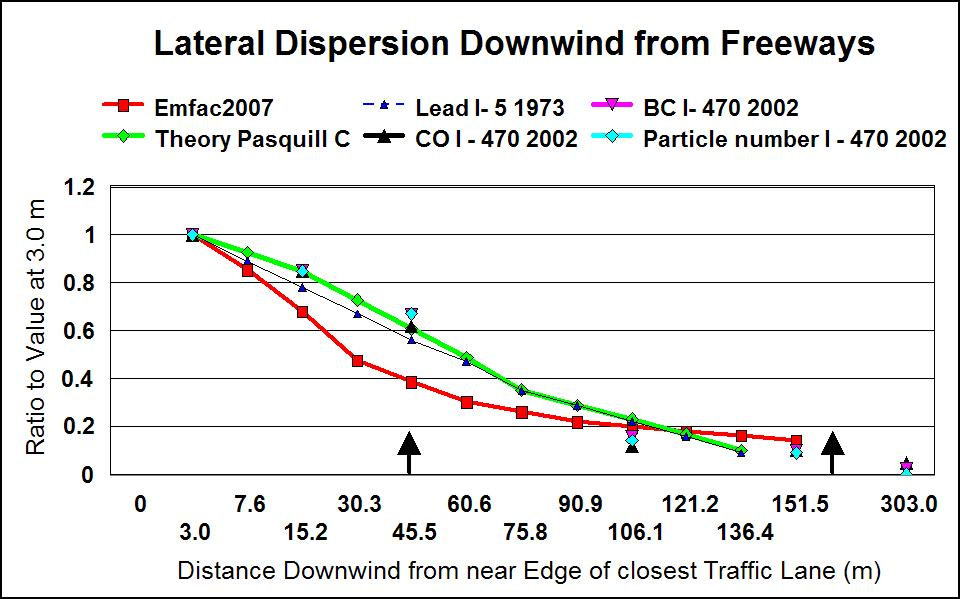 Lateral Dispersion Downwind from Freeways
Emfac2007 Lead I- 5 1973 BC I- 470 2002
Theory Pasquill C CO I - 470 2002 Particle number I - 470 2002
Ratio to Value at 3.0 m
1.2
1
0.8
0.6
0.4
0.2
0
0 7.6 30.3 60.6 90.9 121.2 151.5 303.0
3.0 15.2 45.5 75.8 106.1 136.4
Distance Downwind from near Edge of closest Traffic Lane (m)